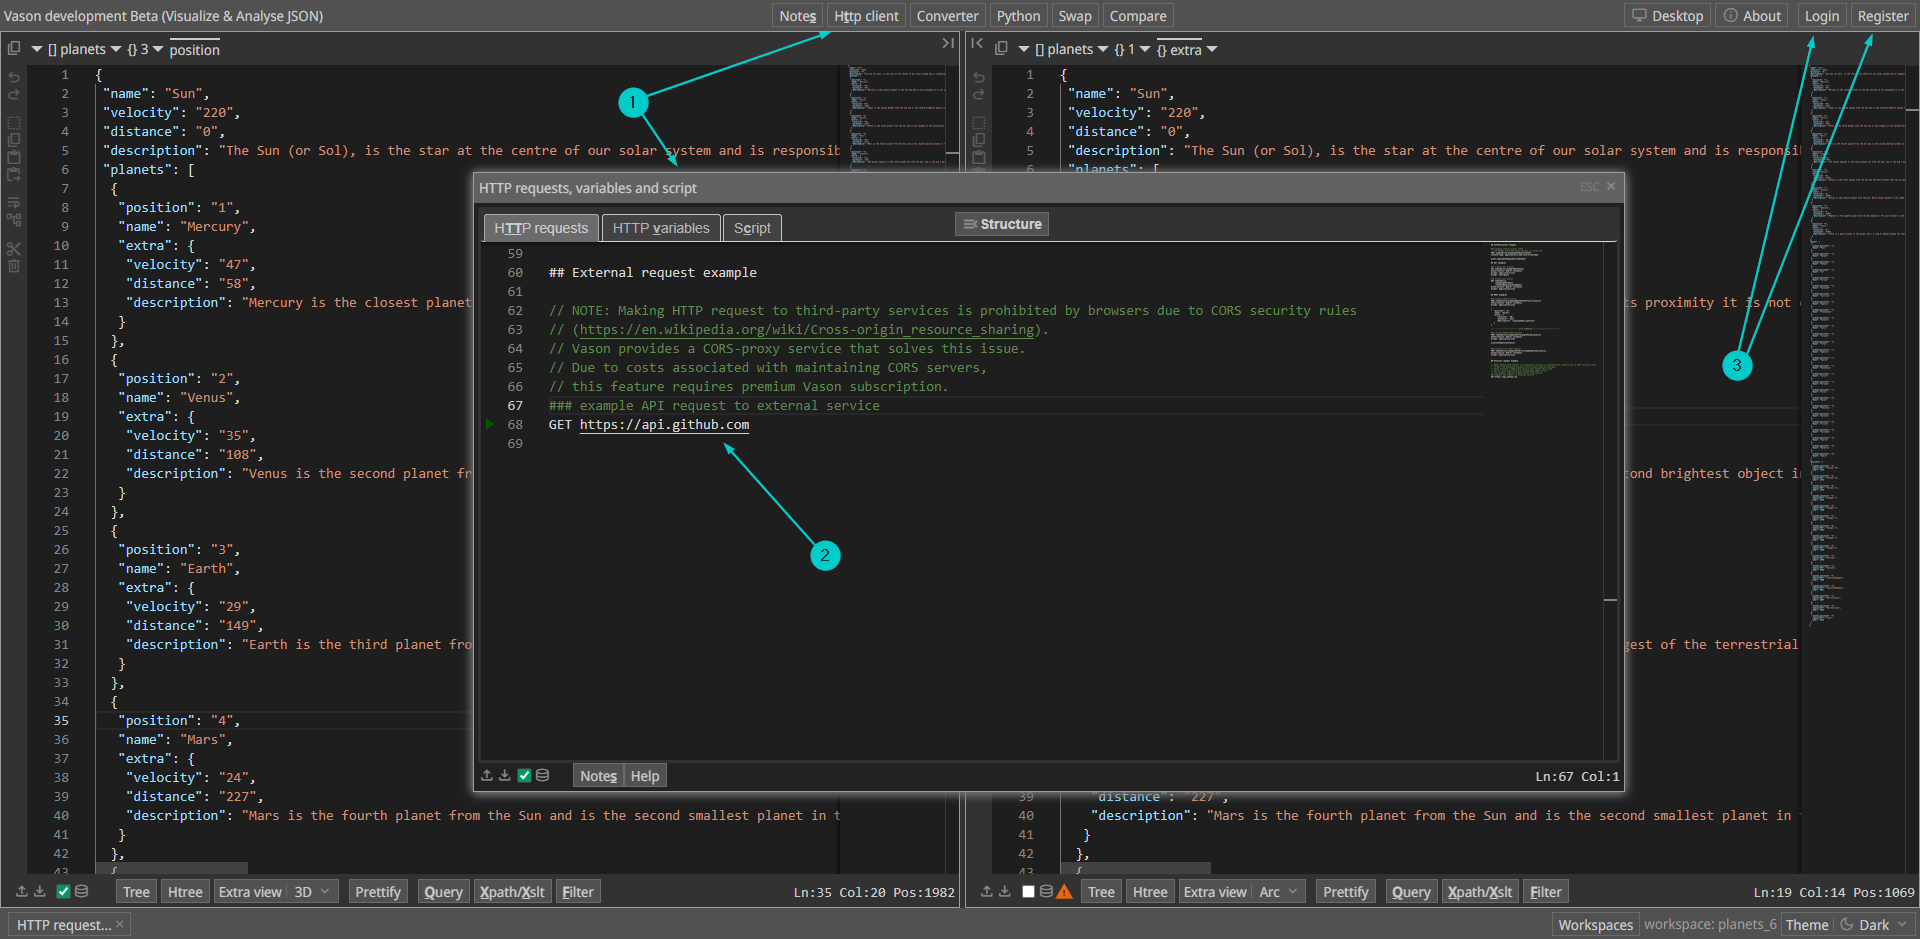 Vason development Beta (Visualize & Analyse JSON)
Notes Http client Converter Python Swap Compare
Desktop About Login Register
[] planets {} 3 position
[] planets {} 1 {} extra
1 {
2 "name": "Sun",
3 "velocity": "220",
4 "distance": "0",
5 "description": "The Sun (or Sol), is the star at the centre of our solar system and is responsib
6 "planets": [
7 {
8 "position": "1",
9 "name": "Mercury",
10 "extra": {
11 "velocity": "47",
12 "distance": "58",
13 "description": "Mercury is the closest planet
14 }
15 },
16 {
17 "position": "2",
18 "name": "Venus",
19 "extra": {
20 "velocity": "35",
21 "distance": "108",
22 "description": "Venus is the second planet fr
23 }
24 },
25 {
26 "position": "3",
27 "name": "Earth",
28 "extra": {
29 "velocity": "29",
30 "distance": "149",
31 "description": "Earth is the third planet fro
32 }
33 },
34 {
35 "position": "4",
36 "name": "Mars",
37 "extra": {
38 "velocity": "24",
39 "distance": "227",
40 "description": "Mars is the fourth planet from the Sun and is the second smallest planet in t
41 }
42 },
43 {
1 {
2 "name": "Sun",
3 "velocity": "220",
4 "distance": "0",
5 "description": "The Sun (or Sol), is the star at the centre of our solar system and is responsi
6 "planets": [
ts proximity it is not
ond brightest object i
gest of the terrestrial
39 "distance": "227",
40 "description": "Mars is the fourth planet from the Sun and is the second smallest planet in
41 }
42 },
43 {
1
2
3
HTTP requests, variables and script
ESC
HTTP requests HTTP variables Script
Structure
59
60 ## External request example
61
62 // NOTE: Making HTTP request to third-party services is prohibited by browsers due to CORS security rules
63 // (https://en.wikipedia.org/wiki/Cross-origin_resource_sharing).
64 // Vason provides a CORS-proxy service that solves this issue.
65 // Due to costs associated with maintaining CORS servers,
66 // this feature requires premium Vason subscription.
67 ### example API request to external service
68 GET https://api.github.com
69
Notes Help
Ln:67 Col:1
Tree Htree Extra view 3D Prettify Query Xpath/Xslt Filter
Ln:35 Col:20 Pos:1982
Tree Htree Extra view Arc Prettify Query Xpath/Xslt Filter
Ln:19 Col:14 Pos:1069
HTTP request...
Workspaces workspace: planets_6 Theme Dark